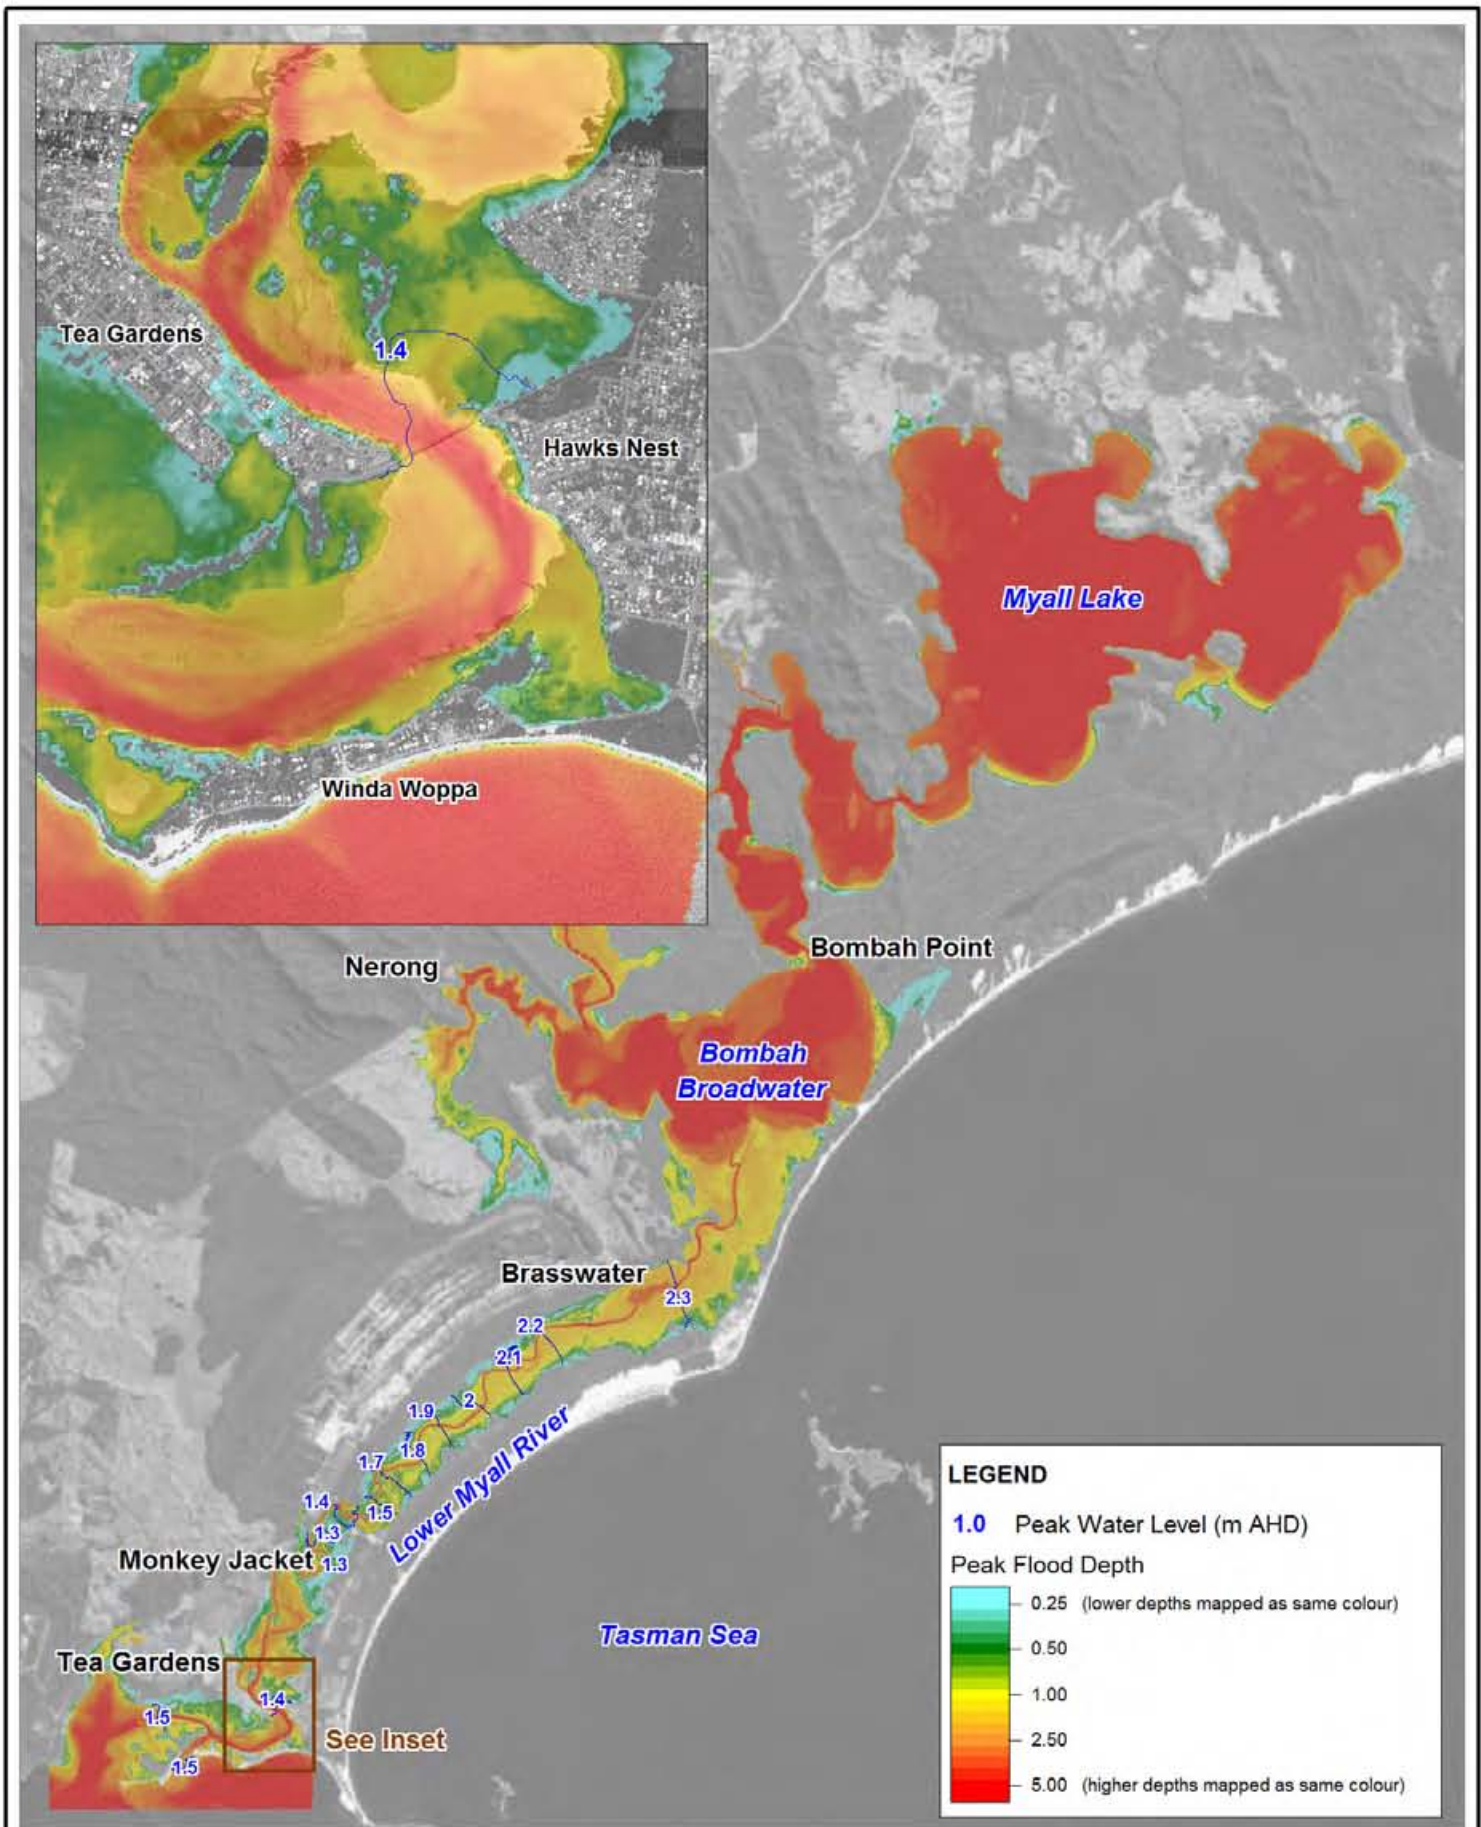 Tea Gardens
1.4
Hawks Nest
Winda Woppa
Myall Lake
Bombah Point
Nerong
Bombah
Broadwater
Brasswater
2.3
2.2
2.1
2
1.9
1.8
1.7
1.5
1.4
1.3
1.3
Lower Myall River
Monkey Jacket
Tasman Sea
Tea Gardens
1.4
1.5
1.5
See Inset
LEGEND
1.0 Peak Water Level (m AHD)
Peak Flood Depth
0.25 (lower depths mapped as same colour)
0.50
1.00
2.50
5.00 (higher depths mapped as same colour)